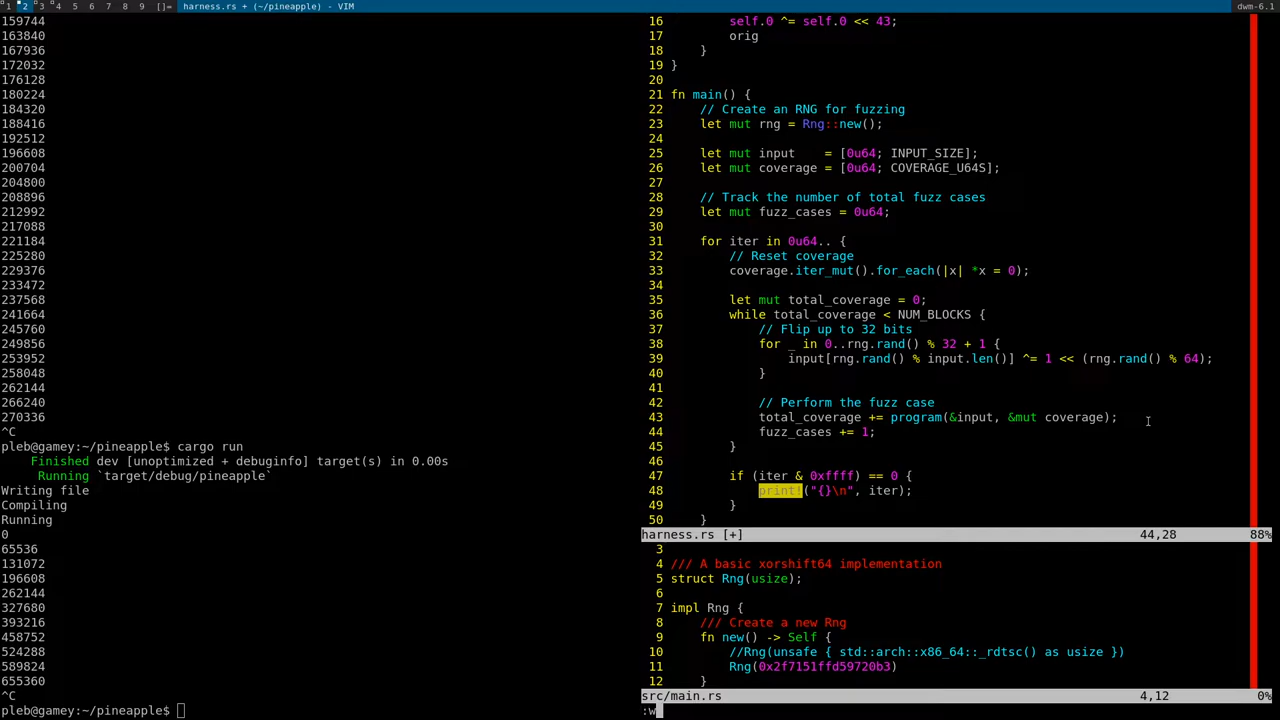 1 2 3 4 5 6 7 8 9 []= harness.rs + (~/pineapple) - VIM dwm-6.1
159744
163840
167936
172032
176128
180224
184320
188416
192512
196608
200704
204800
208896
212992
217088
221184
225280
229376
233472
237568
241664
245760
249856
253952
258048
262144
266240
270336
^C
pleb@gamey:~/pineapple$ cargo run
    Finished dev [unoptimized + debuginfo] target(s) in 0.00s
     Running `target/debug/pineapple`
Writing file
Compiling
Running
0
65536
131072
196608
262144
327680
393216
458752
524288
589824
655360
^C
pleb@gamey:~/pineapple$
16         self.0 ^= self.0 << 43;
17         orig
18     }
19 }
20
21 fn main() {
22     // Create an RNG for fuzzing
23     let mut rng = Rng::new();
24
25     let mut input    = [0u64; INPUT_SIZE];
26     let mut coverage = [0u64; COVERAGE_U64S];
27
28     // Track the number of total fuzz cases
29     let mut fuzz_cases = 0u64;
30
31     for iter in 0u64.. {
32         // Reset coverage
33         coverage.iter_mut().for_each(|x| *x = 0);
34
35         let mut total_coverage = 0;
36         while total_coverage < NUM_BLOCKS {
37             // Flip up to 32 bits
38             for _ in 0..rng.rand() % 32 + 1 {
39                 input[rng.rand() % input.len()] ^= 1 << (rng.rand() % 64);
40             }
41
42             // Perform the fuzz case
43             total_coverage += program(&input, &mut coverage);
44             fuzz_cases += 1;
45         }
46
47         if (iter & 0xffff) == 0 {
48             print!("{}\n", iter);
49         }
50     }
harness.rs [+] 44,28 88%
3
4 /// A basic xorshift64 implementation
5 struct Rng(usize);
6
7 impl Rng {
8     /// Create a new Rng
9     fn new() -> Self {
10         //Rng(unsafe { std::arch::x86_64::_rdtsc() as usize })
11         Rng(0x2f7151ffd59720b3)
12     }
src/main.rs 4,12 0%
:w